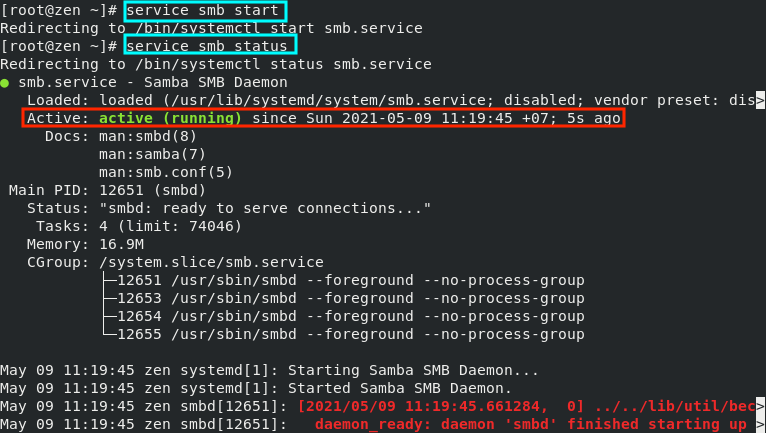 [root@zen ~]# service smb start
Redirecting to /bin/systemctl start smb.service
[root@zen ~]# service smb status
Redirecting to /bin/systemctl status smb.service
● smb.service - Samba SMB Daemon
   Loaded: loaded (/usr/lib/systemd/system/smb.service; disabled; vendor preset: dis>
   Active: active (running) since Sun 2021-05-09 11:19:45 +07; 5s ago
     Docs: man:smbd(8)
           man:samba(7)
           man:smb.conf(5)
 Main PID: 12651 (smbd)
   Status: "smbd: ready to serve connections..."
    Tasks: 4 (limit: 74046)
   Memory: 16.9M
   CGroup: /system.slice/smb.service
           ├─12651 /usr/sbin/smbd --foreground --no-process-group
           ├─12653 /usr/sbin/smbd --foreground --no-process-group
           ├─12654 /usr/sbin/smbd --foreground --no-process-group
           └─12655 /usr/sbin/smbd --foreground --no-process-group
May 09 11:19:45 zen systemd[1]: Starting Samba SMB Daemon...
May 09 11:19:45 zen systemd[1]: Started Samba SMB Daemon.
May 09 11:19:45 zen smbd[12651]: [2021/05/09 11:19:45.661284,  0] ../../lib/util/bec>
May 09 11:19:45 zen smbd[12651]:   daemon_ready: daemon 'smbd' finished starting up >